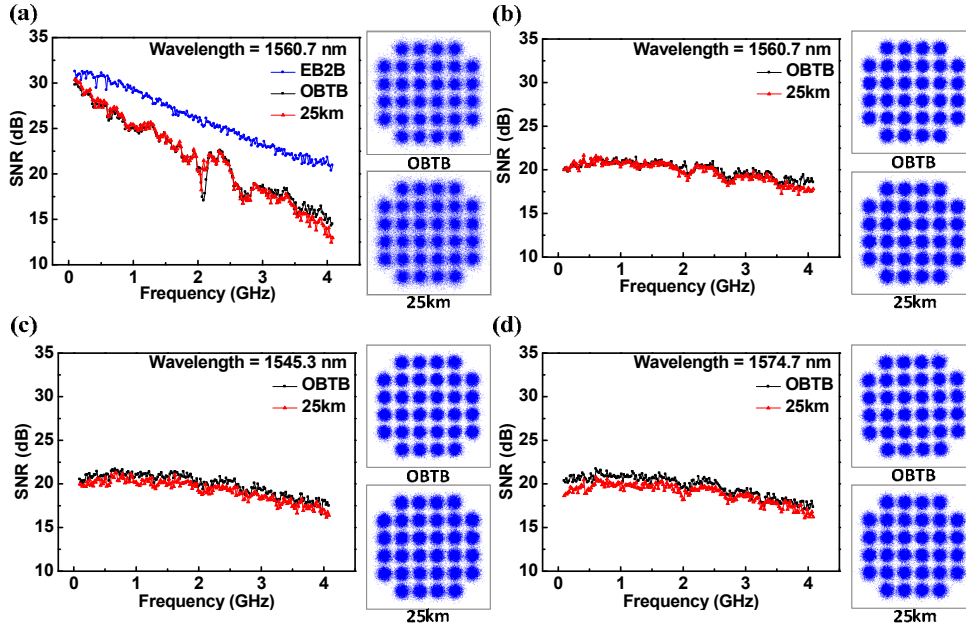 (a)
Wavelength = 1560.7 nm
EB2B
OBTB
25km
SNR (dB)
35
30
25
20
15
10
0
1
2
3
4
Frequency (GHz)
OBTB
25km
(b)
Wavelength = 1560.7 nm
OBTB
25km
SNR (dB)
35
30
25
20
15
10
0
1
2
3
4
Frequency (GHz)
OBTB
25km
(c)
Wavelength = 1545.3 nm
OBTB
25km
SNR (dB)
35
30
25
20
15
10
0
1
2
3
4
Frequency (GHz)
OBTB
25km
(d)
Wavelength = 1574.7 nm
OBTB
25km
SNR (dB)
35
30
25
20
15
10
0
1
2
3
4
Frequency (GHz)
OBTB
25km